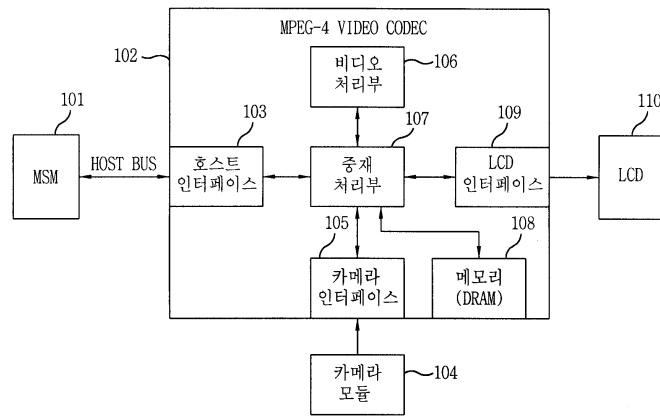 MPEG-4 VIDEO CODEC
102
비디오
처리부
106
101
103
107
109
110
MSM
HOST BUS
호스트
인터페이스
중재
처리부
LCD
인터페이스
LCD
105
108
카메라
인터페이스
메모리
(DRAM)
카메라
모듈
104